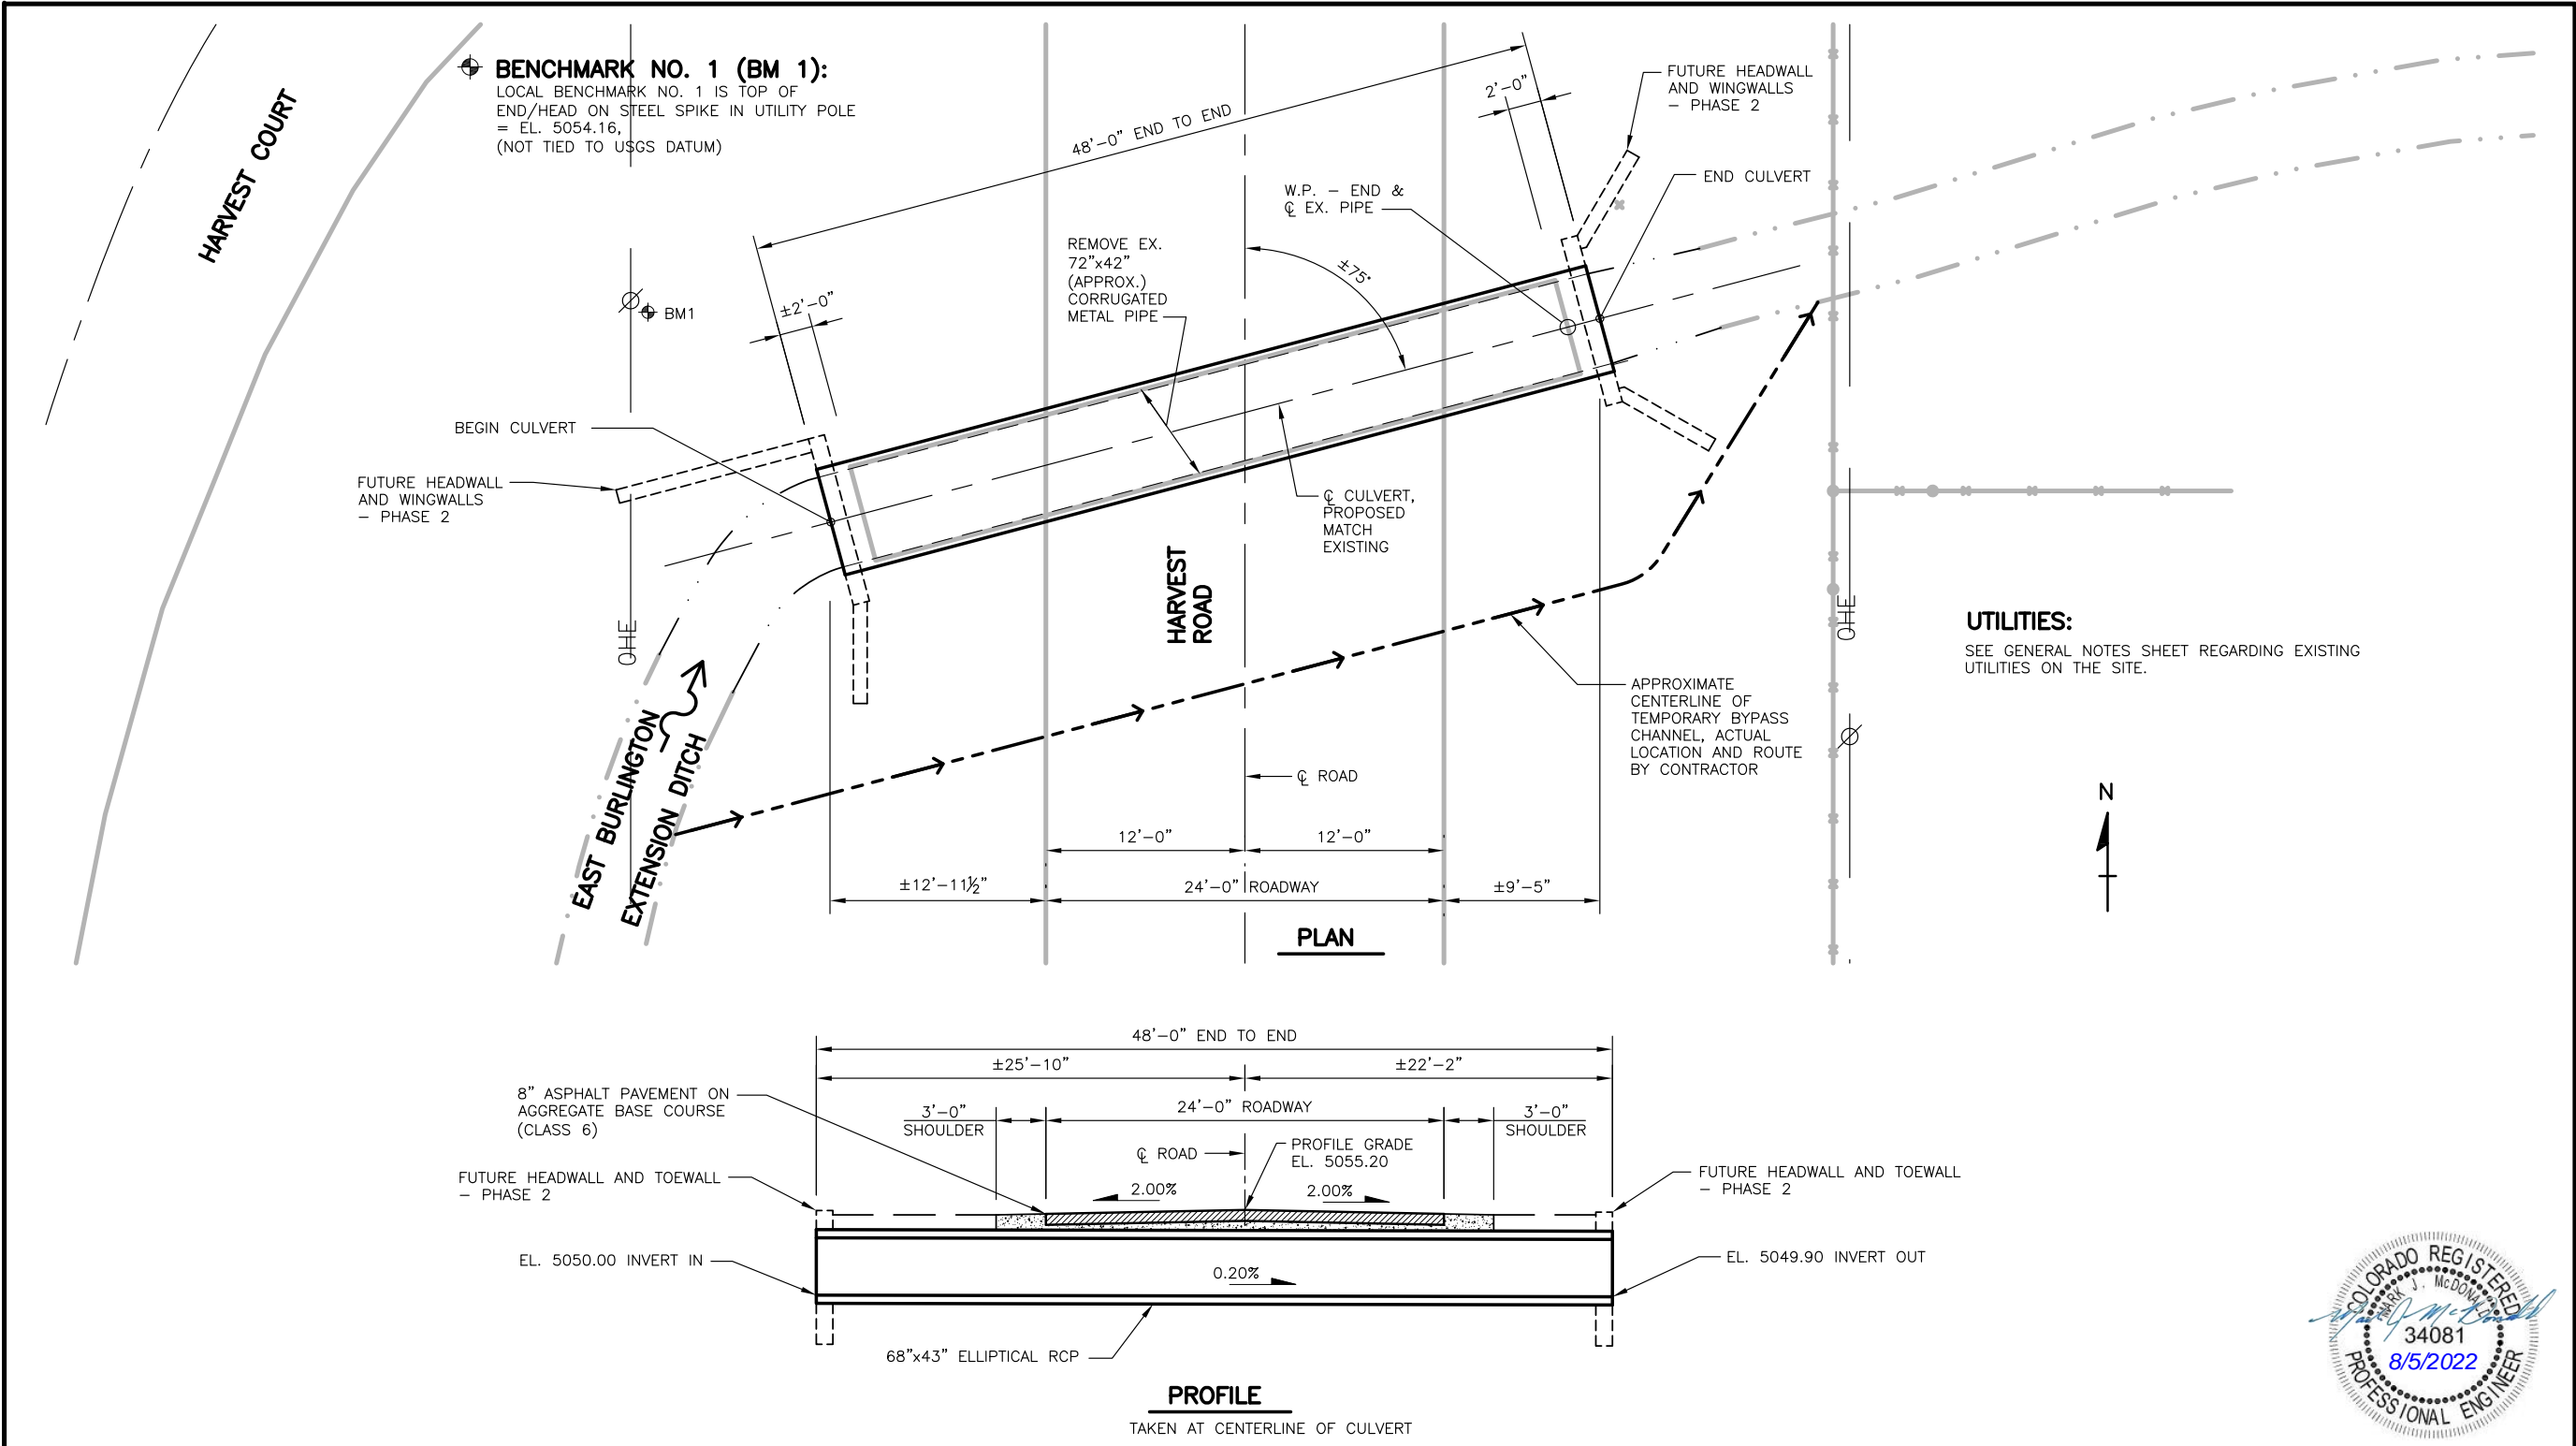 HARVEST COURT
BENCHMARK NO. 1 (BM 1):
LOCAL BENCHMARK NO. 1 IS TOP OF
END/HEAD ON STEEL SPIKE IN UTILITY POLE
= EL. 5054.16,
(NOT TIED TO USGS DATUM)
48'-0" END TO END
2'-0"
FUTURE HEADWALL
AND WINGWALLS
- PHASE 2
END CULVERT
W.P. - END &
℄ EX. PIPE
REMOVE EX.
72"x42"
(APPROX.)
CORRUGATED
METAL PIPE
±75°
±2'-0"
BM1
BEGIN CULVERT
FUTURE HEADWALL
AND WINGWALLS
- PHASE 2
℄ CULVERT,
PROPOSED
MATCH
EXISTING
HARVEST
ROAD
OHE
OHE
UTILITIES:
SEE GENERAL NOTES SHEET REGARDING EXISTING
UTILITIES ON THE SITE.
APPROXIMATE
CENTERLINE OF
TEMPORARY BYPASS
CHANNEL, ACTUAL
LOCATION AND ROUTE
BY CONTRACTOR
EAST BURLINGTON
EXTENSION DITCH
℄ ROAD
N
12'-0"
12'-0"
±12'-11½"
24'-0" ROADWAY
±9'-5"
PLAN
48'-0" END TO END
±25'-10"
±22'-2"
8" ASPHALT PAVEMENT ON
AGGREGATE BASE COURSE
(CLASS 6)
3'-0"
SHOULDER
24'-0" ROADWAY
3'-0"
SHOULDER
℄ ROAD
PROFILE GRADE
EL. 5055.20
FUTURE HEADWALL AND TOEWALL
- PHASE 2
2.00%
2.00%
FUTURE HEADWALL AND TOEWALL
- PHASE 2
EL. 5050.00 INVERT IN
0.20%
EL. 5049.90 INVERT OUT
68"x43" ELLIPTICAL RCP
PROFILE
TAKEN AT CENTERLINE OF CULVERT
COLORADO REGISTERED
MARK J. McDONALD
Mark J McDonald
34081
8/5/2022
PROFESSIONAL ENGINEER